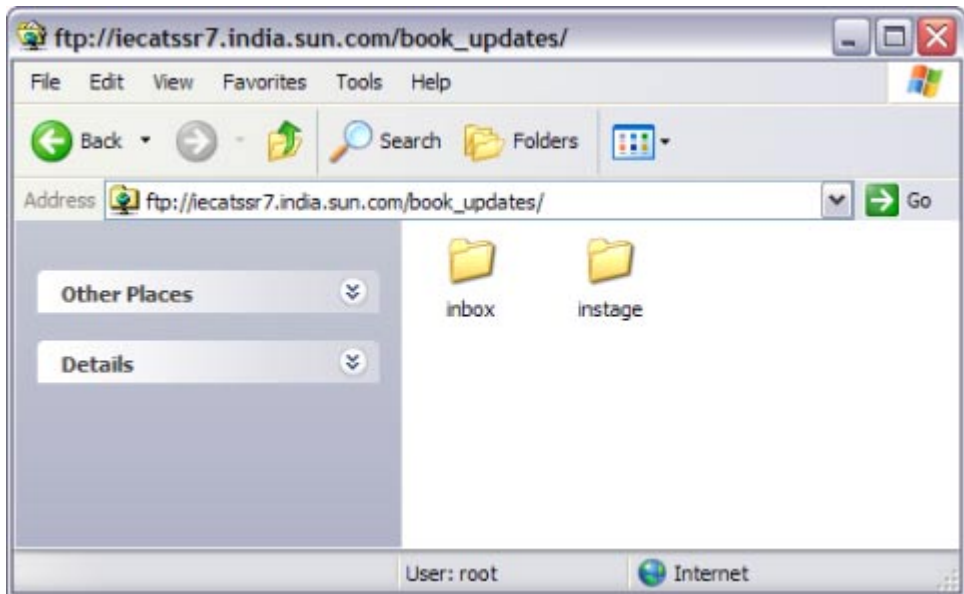 ftp://iecatssr7.india.sun.com/book_updates/
File Edit View Favorites Tools Help
Back Search Folders
Address ftp://iecatssr7.india.sun.com/book_updates/ Go
Other Places
Details
inbox instage
User: root Internet